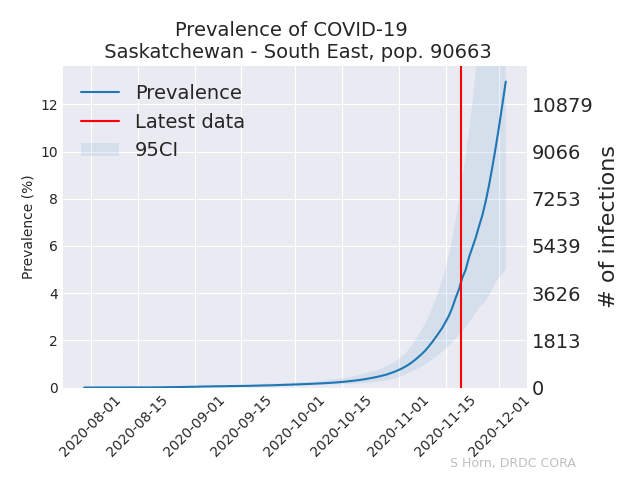 Prevalence of COVID-19
Saskatchewan - South East, pop. 90663
Prevalence
Latest data
95CI
Prevalence (%)
12
10
8
6
4
2
0
10879
9066
7253
5439
3626
1813
0
# of infections
2020-08-01
2020-08-15
2020-09-01
2020-09-15
2020-10-01
2020-10-15
2020-11-01
2020-11-15
2020-12-01
S Horn, DRDC CORA